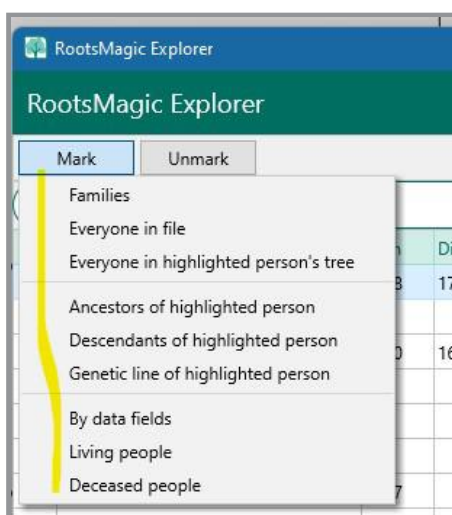 RootsMagic Explorer
RootsMagic Explorer
Mark Unmark
Families
Everyone in file
Everyone in highlighted person's tree
Ancestors of highlighted person
Descendants of highlighted person
Genetic line of highlighted person
By data fields
Living people
Deceased people